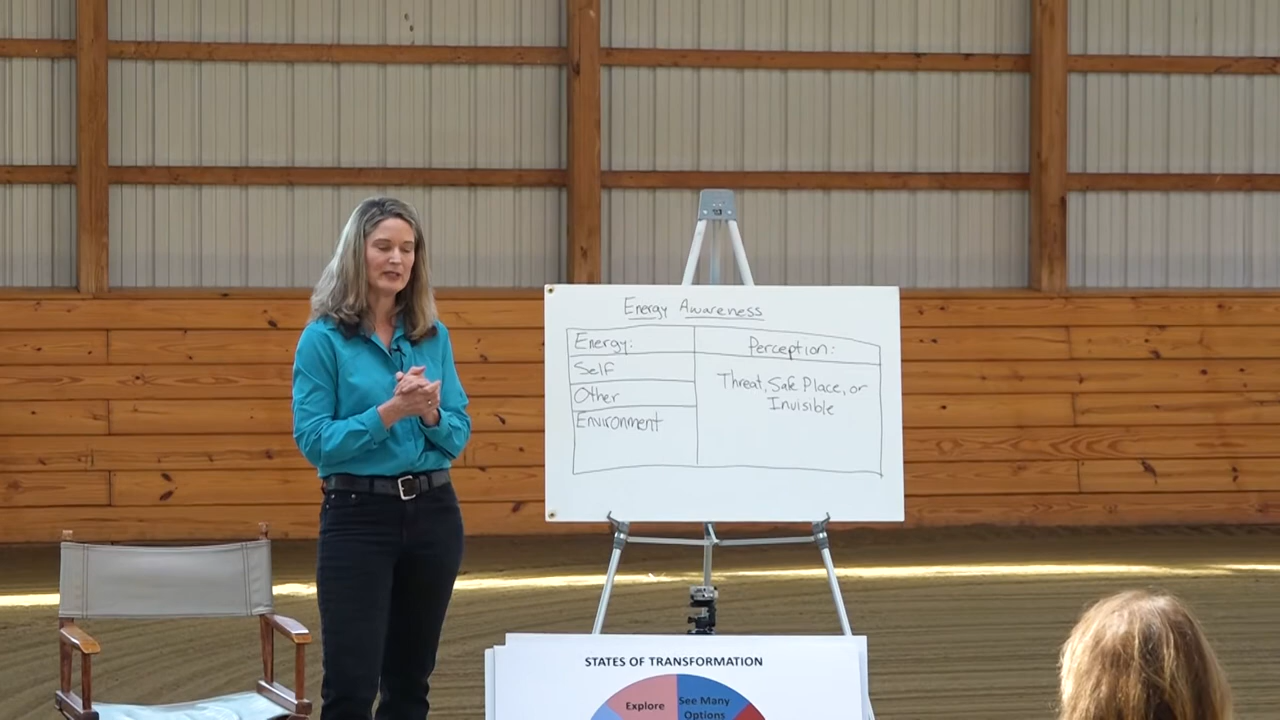 Energy Awareness
Energy:
Perception:
Self
Other
Environment
Threat, Safe Place, or
Invisible
STATES OF TRANSFORMATION
Explore
See Many
Options